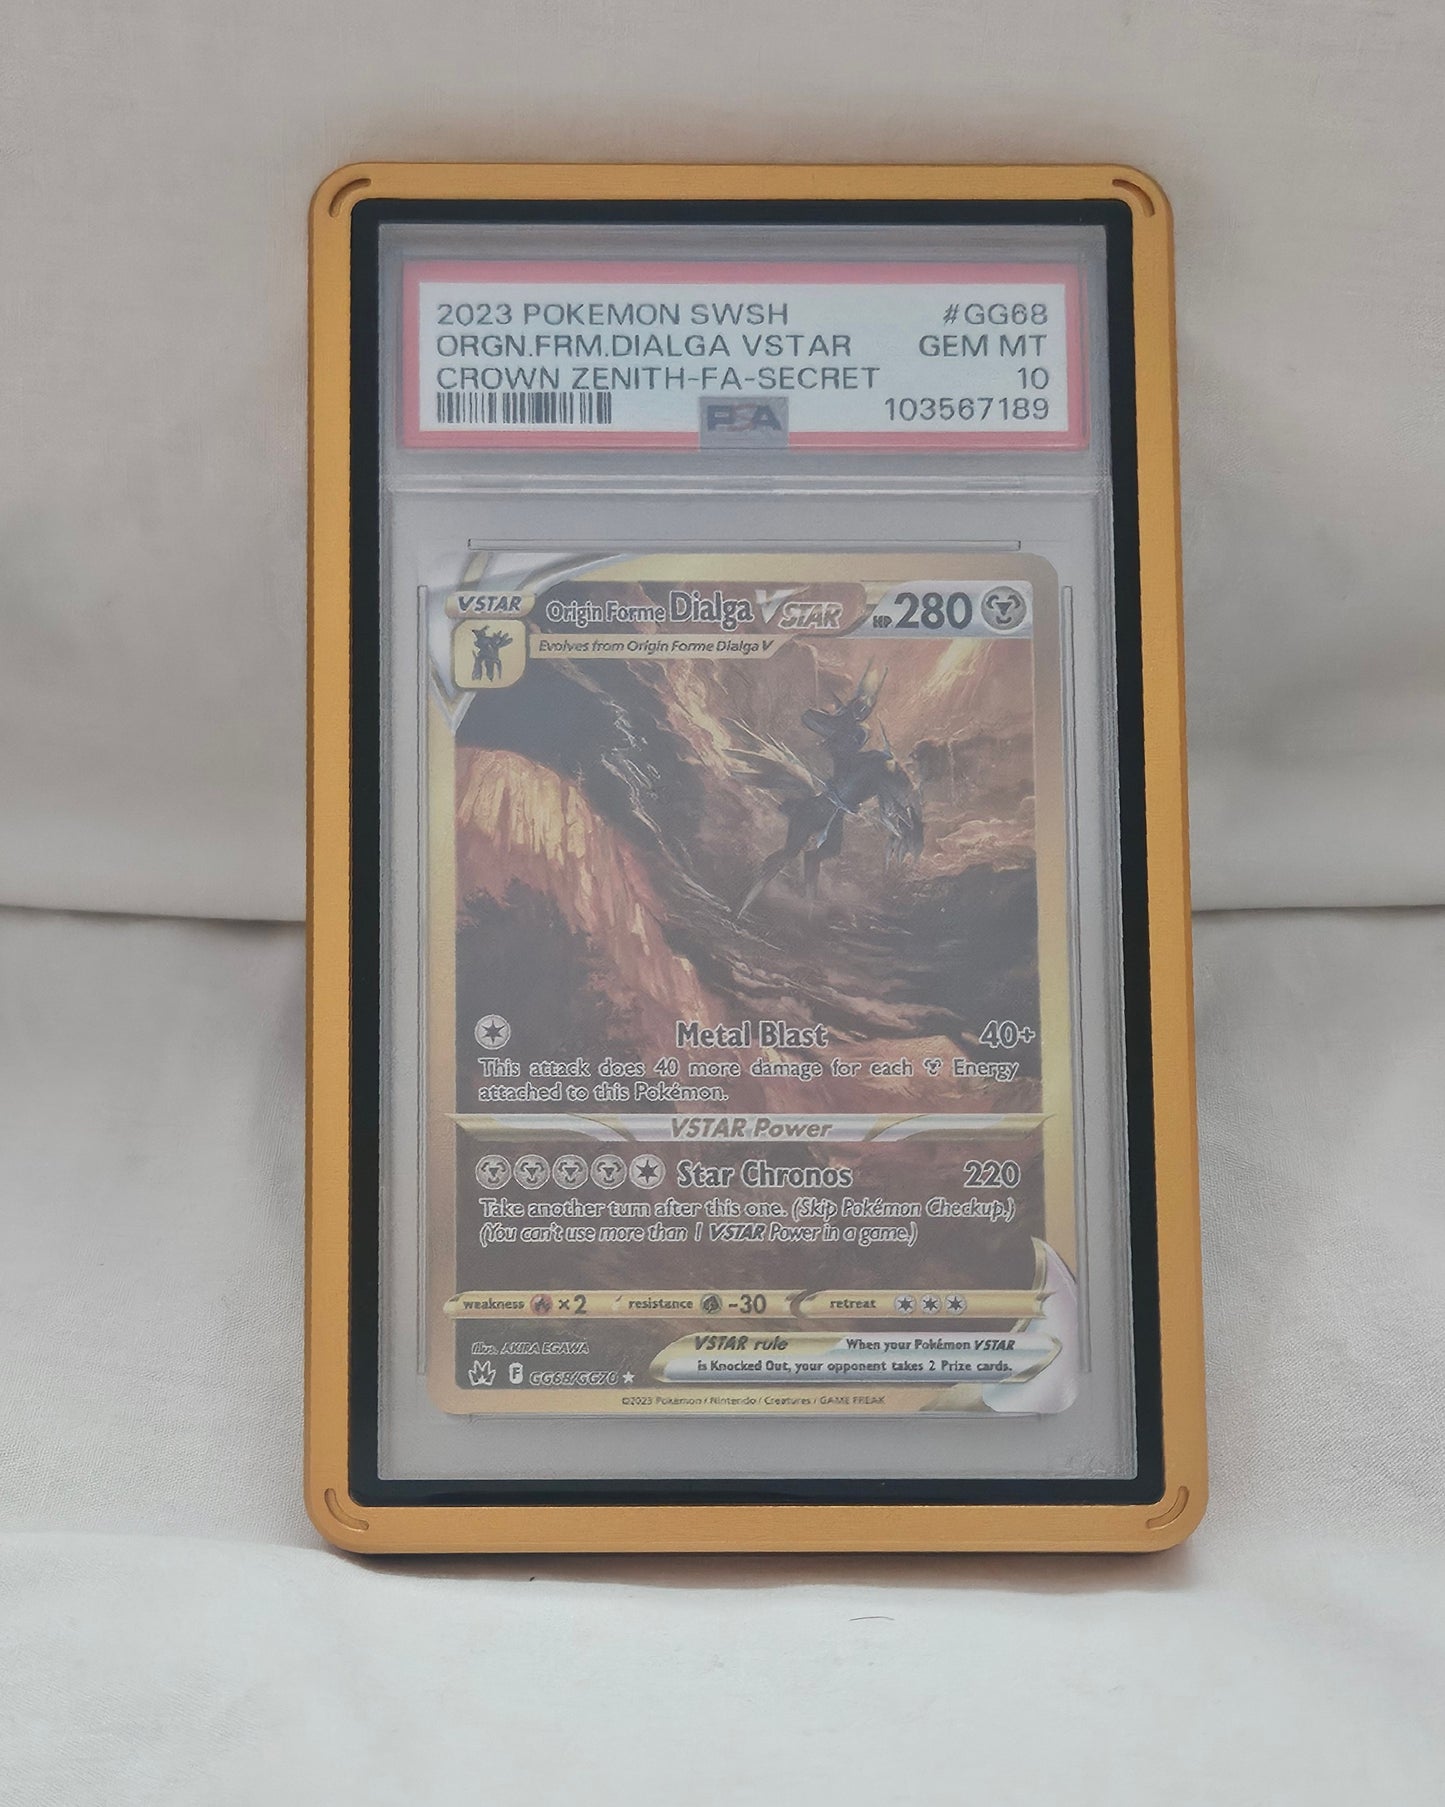 2023 POKEMON SWSH #GG68
ORGN.FRM.DIALGA VSTAR GEM MT
CROWN ZENITH-FA-SECRET 10
PSA 103567189
VSTAR Origin Forme Dialga VSTAR HP 280
Evolves from Origin Forme Dialga V
Metal Blast 40+
This attack does 40 more damage for each Energy
attached to this Pokémon.
VSTAR Power
Star Chronos 220
Take another turn after this one. (Skip Pokémon Checkup.)
(You can't use more than 1 VSTAR Power in a game.)
weakness ×2 resistance -30 retreat
Illus. AKIRA EGAWA
VSTAR rule When your Pokémon VSTAR
is Knocked Out, your opponent takes 2 Prize cards.
F GG68/GG70
©2023 Pokémon / Nintendo / Creatures / GAME FREAK